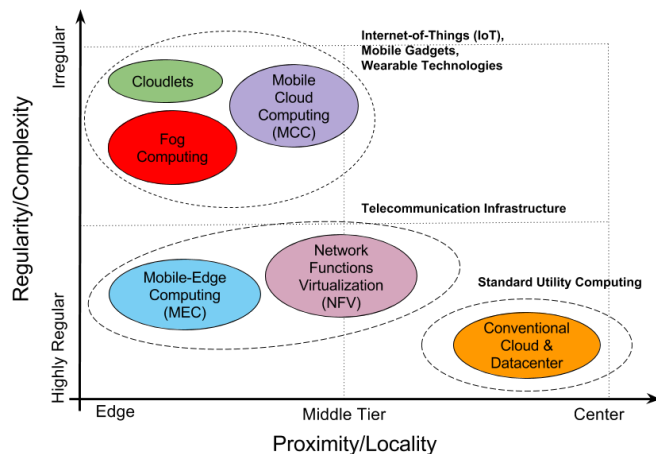 Internet-of-Things (IoT),
Mobile Gadgets,
Wearable Technologies
Irregular
Cloudlets
Mobile
Cloud
Computing
(MCC)
Fog
Computing
Regularity/Complexity
Telecommunication Infrastructure
Network
Functions
Virtualization
(NFV)
Mobile-Edge
Computing
(MEC)
Standard Utility Computing
Conventional
Cloud &
Datacenter
Highly Regular
Edge
Middle Tier
Center
Proximity/Locality